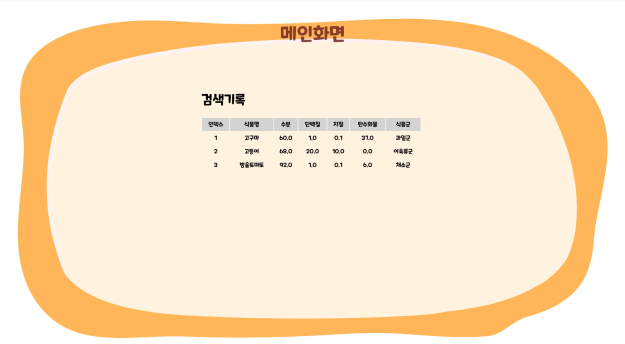 메인화면
검색기록
인덱스 식품명 수분 단백질 지질 탄수화물 식품군
1 고구마 60.0 1.0 0.1 37.0 과일군
2 고등어 68.0 20.0 10.0 0.0 어육류군
3 방울토마토 92.0 1.0 0.1 6.0 채소군